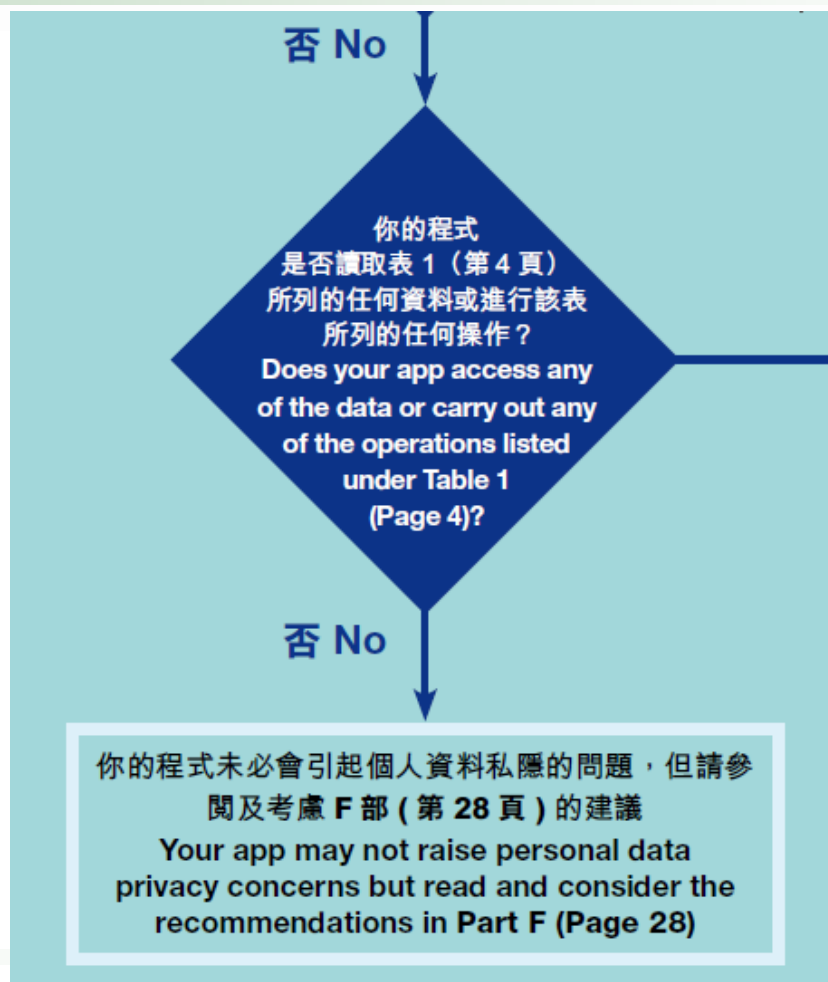 否 No
你的程式
是否讀取表 1（第 4 頁）
所列的任何資料或進行該表
所列的任何操作？
Does your app access any
of the data or carry out any
of the operations listed
under Table 1
(Page 4)?
否 No
你的程式未必會引起個人資料私隱的問題，但請參
閱及考慮 F 部 ( 第 28 頁 ) 的建議
Your app may not raise personal data
privacy concerns but read and consider the
recommendations in Part F (Page 28)